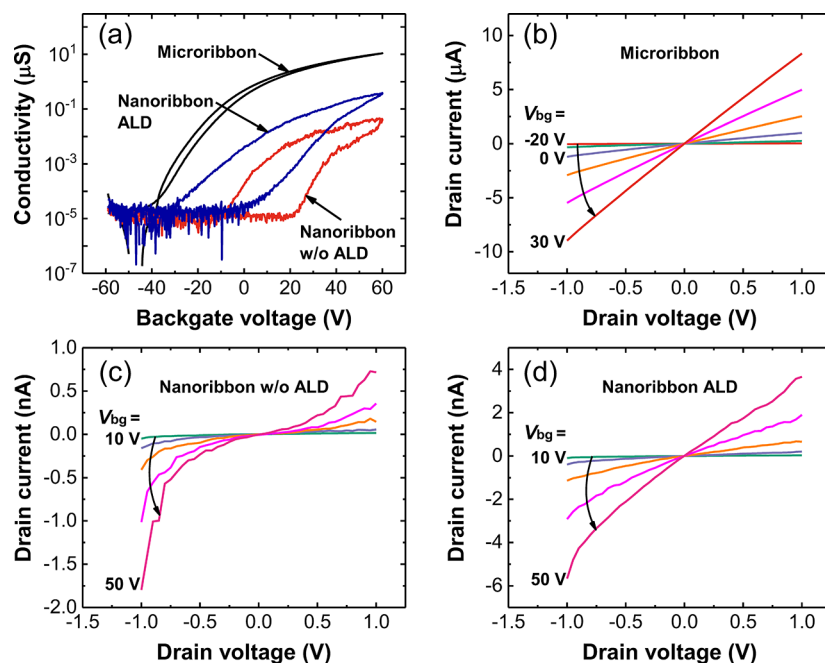 (a)
Microribbon
Nanoribbon
ALD
Nanoribbon
w/o ALD
Conductivity (μS)
10¹
10⁻¹
10⁻³
10⁻⁵
10⁻⁷
-60 -40 -20 0 20 40 60
Backgate voltage (V)
(b)
Microribbon
Vbg =
-20 V
0 V
30 V
Drain current (μA)
10
5
0
-5
-10
-1.5 -1.0 -0.5 0.0 0.5 1.0 1.5
Drain voltage (V)
(c)
Nanoribbon w/o ALD
Vbg =
10 V
50 V
Drain current (nA)
1.0
0.5
0.0
-0.5
-1.0
-1.5
-2.0
-1.5 -1.0 -0.5 0.0 0.5 1.0
Drain voltage (V)
(d)
Nanoribbon ALD
Vbg =
10 V
50 V
Drain current (nA)
4
2
0
-2
-4
-6
-1.5 -1.0 -0.5 0.0 0.5 1.0
Drain voltage (V)